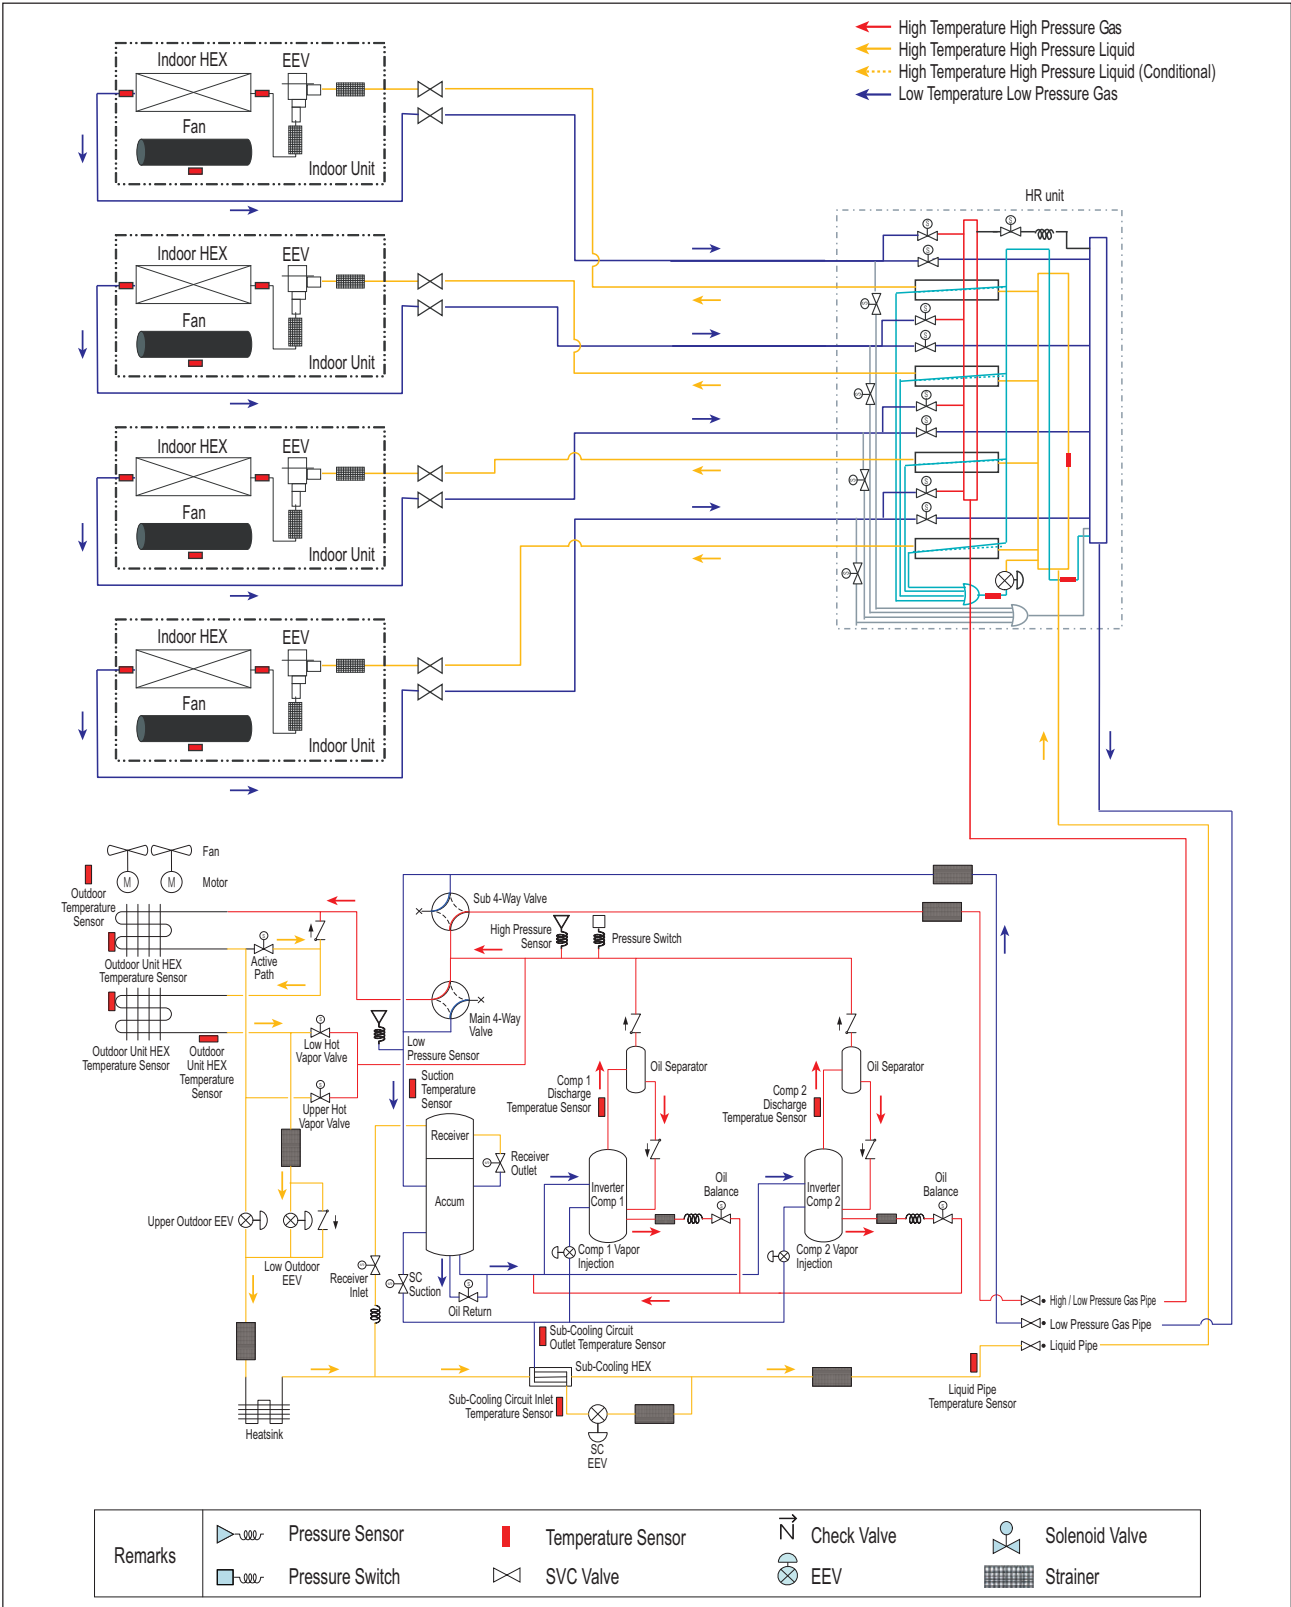 High Temperature High Pressure Gas
High Temperature High Pressure Liquid
High Temperature High Pressure Liquid (Conditional)
Low Temperature Low Pressure Gas
Indoor HEX
EEV
Fan
Indoor Unit
HR unit
S
S
S
S
Indoor HEX
EEV
Fan
Indoor Unit
S
S
S
Indoor HEX
EEV
Fan
Indoor Unit
S
S
S
S
S
Indoor HEX
EEV
Fan
Indoor Unit
Fan
M
M
Motor
Outdoor
Temperature
Sensor
Sub 4-Way Valve
High Pressure
Sensor
Pressure Switch
S
Active
Path
Outdoor Unit HEX
Temperature Sensor
Main 4-Way
Valve
S
Low Hot
Vapor Valve
Low
Pressure Sensor
Outdoor Unit HEX
Temperature Sensor
Outdoor
Unit HEX
Temperature
Sensor
Oil Separator
Oil Separator
Suction
Temperature
Sensor
Comp 1
Discharge
Temperatue Sensor
Comp 2
Discharge
Temperatue Sensor
S
Upper Hot
Vapor Valve
Receiver
S
Receiver
Outlet
Accum
Inverter
Comp 1
Inverter
Comp 2
Oil
Balance
S
Oil
Balance
S
Upper Outdoor EEV
Low Outdoor
EEV
S
Receiver
Inlet
S
SC
Suction
S
Oil Return
Comp 1 Vapor
Injection
Comp 2 Vapor
Injection
High / Low Pressure Gas Pipe
Low Pressure Gas Pipe
Liquid Pipe
Sub-Cooling Circuit
Outlet Temperature Sensor
Sub-Cooling HEX
Sub-Cooling Circuit Inlet
Temperature Sensor
Liquid Pipe
Temperature Sensor
Heatsink
SC
EEV
Remarks
Pressure Sensor
Temperature Sensor
Check Valve
Solenoid Valve
Pressure Switch
SVC Valve
EEV
Strainer